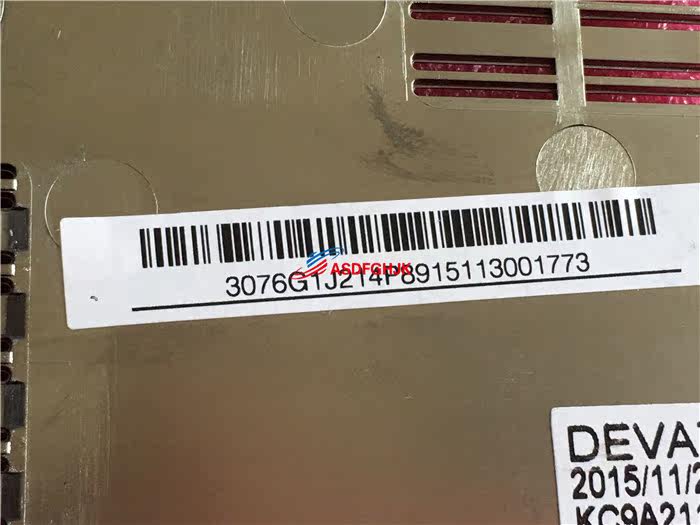 ASDFGHJK
3076G1J214P8915113001773
DEVA
2015/11/2
KC9A21